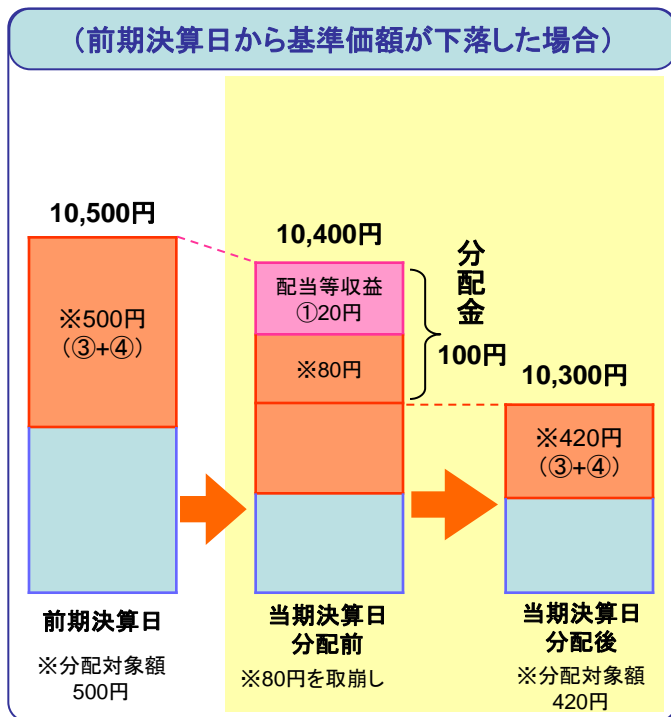 （前期決算日から基準価額が下落した場合）
10,500円
※500円
（③+④）
前期決算日
※分配対象額
500円
10,400円
配当等収益
①20円
※80円
分配金
100円
当期決算日
分配前
※80円を取崩し
10,300円
※420円
（③+④）
当期決算日
分配後
※分配対象額
420円